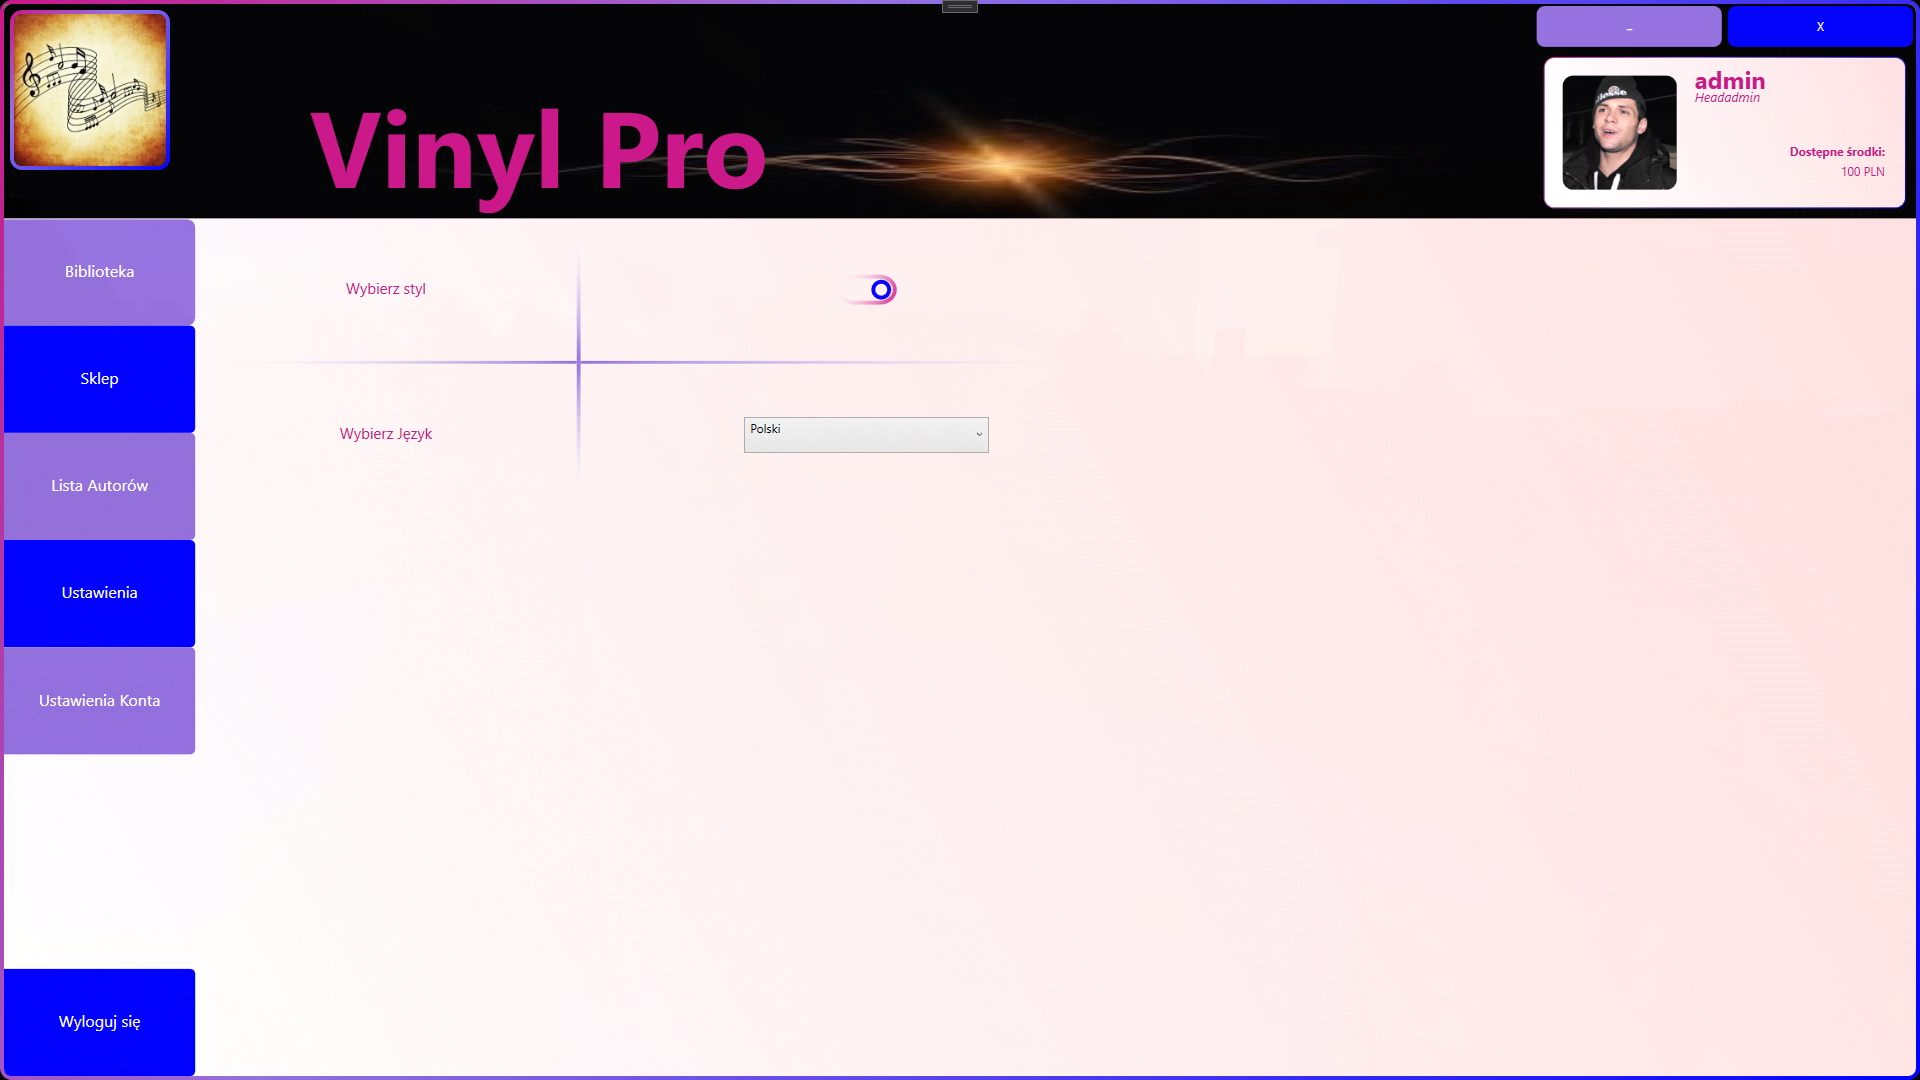 _
X
Vinyl Pro
admin
Headadmin
Dostępne środki:
100 PLN
Biblioteka
Sklep
Lista Autorów
Ustawienia
Ustawienia Konta
Wyloguj się
Wybierz styl
Wybierz Język
Polski